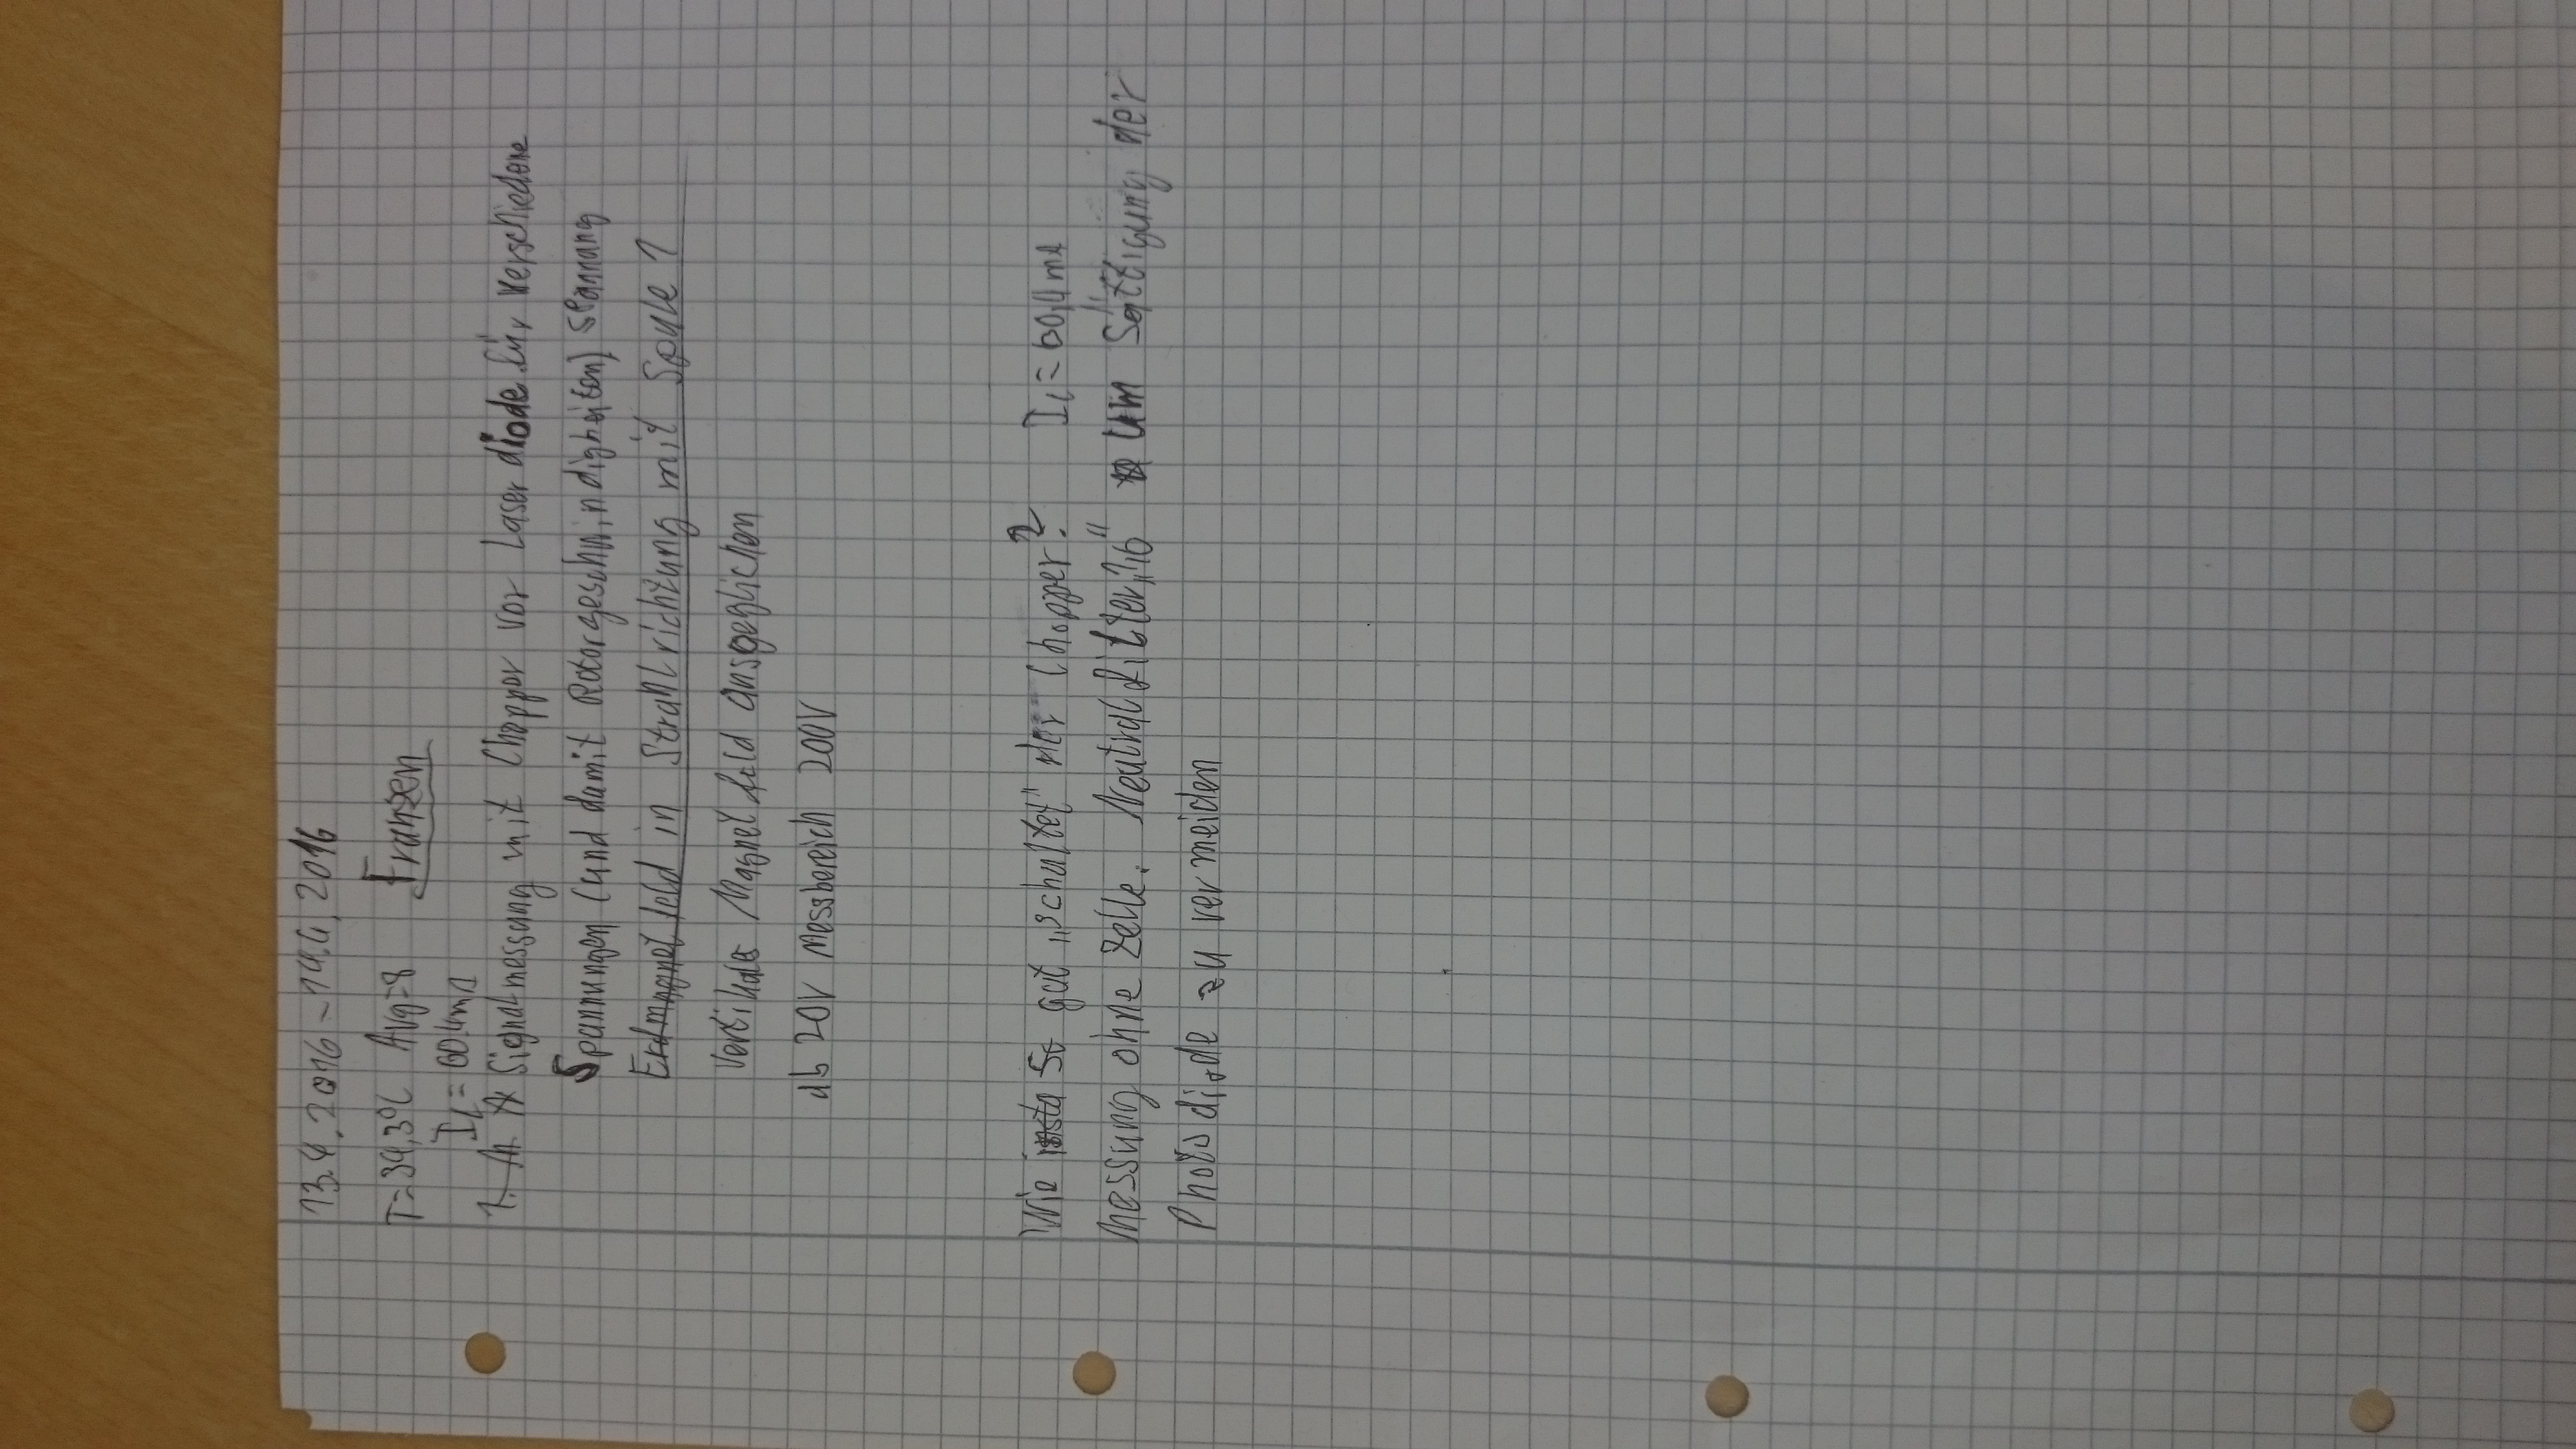 13.4.2016 - 14.4.2016
T=34,3°C Avg=8 Franzen
I_L = 60,4mA
1. Signalmessung mit Chopper vor Laserdiode für verschiedene
Spannungen (und damit Rotorgeschwindigkeiten) Spannung
Erdmagnetfeld in Strahlrichtung mit Spule 1
Vertikales Magnetfeld ausgeglichen
ab 20V Messbereich 200V
Wie gut „schaltet" der Chopper? I_L = 60,4 mA
Messung ohne Zelle. Neutralfilter um Sättigung der
Photodiode zu vermeiden